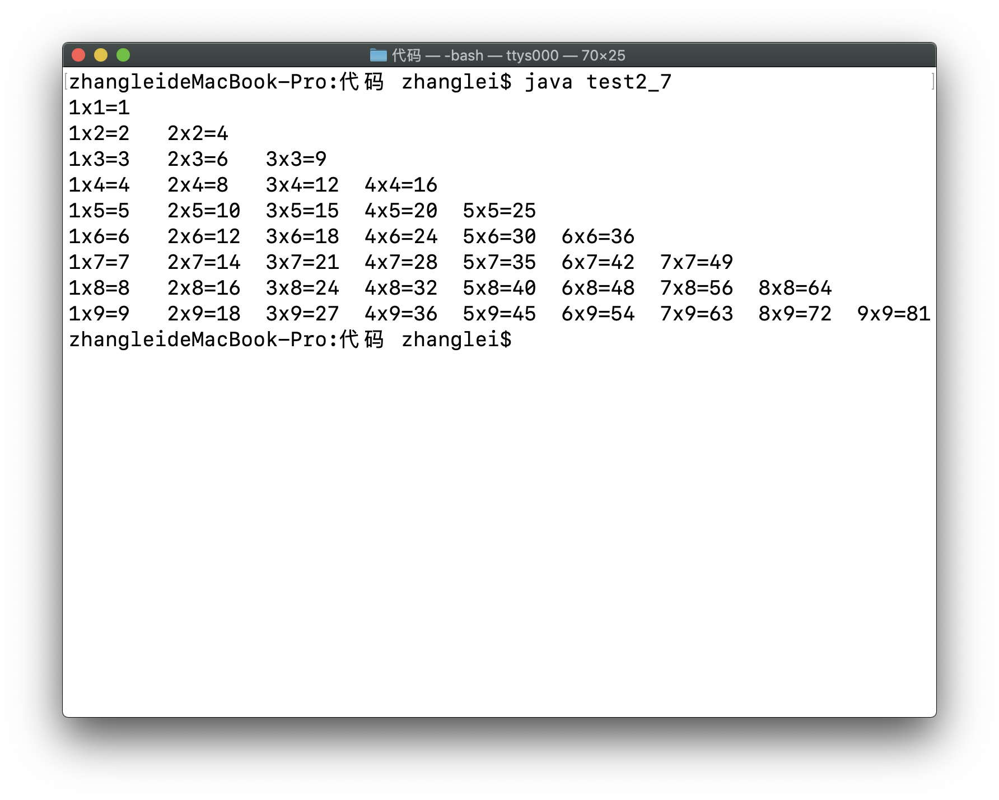 代码 — -bash — ttys000 — 70×25
zhangleideMacBook-Pro:代码 zhanglei$ java test2_7
1x1=1
1x2=2   2x2=4
1x3=3   2x3=6   3x3=9
1x4=4   2x4=8   3x4=12  4x4=16
1x5=5   2x5=10  3x5=15  4x5=20  5x5=25
1x6=6   2x6=12  3x6=18  4x6=24  5x6=30  6x6=36
1x7=7   2x7=14  3x7=21  4x7=28  5x7=35  6x7=42  7x7=49
1x8=8   2x8=16  3x8=24  4x8=32  5x8=40  6x8=48  7x8=56  8x8=64
1x9=9   2x9=18  3x9=27  4x9=36  5x9=45  6x9=54  7x9=63  8x9=72  9x9=81
zhangleideMacBook-Pro:代码 zhanglei$